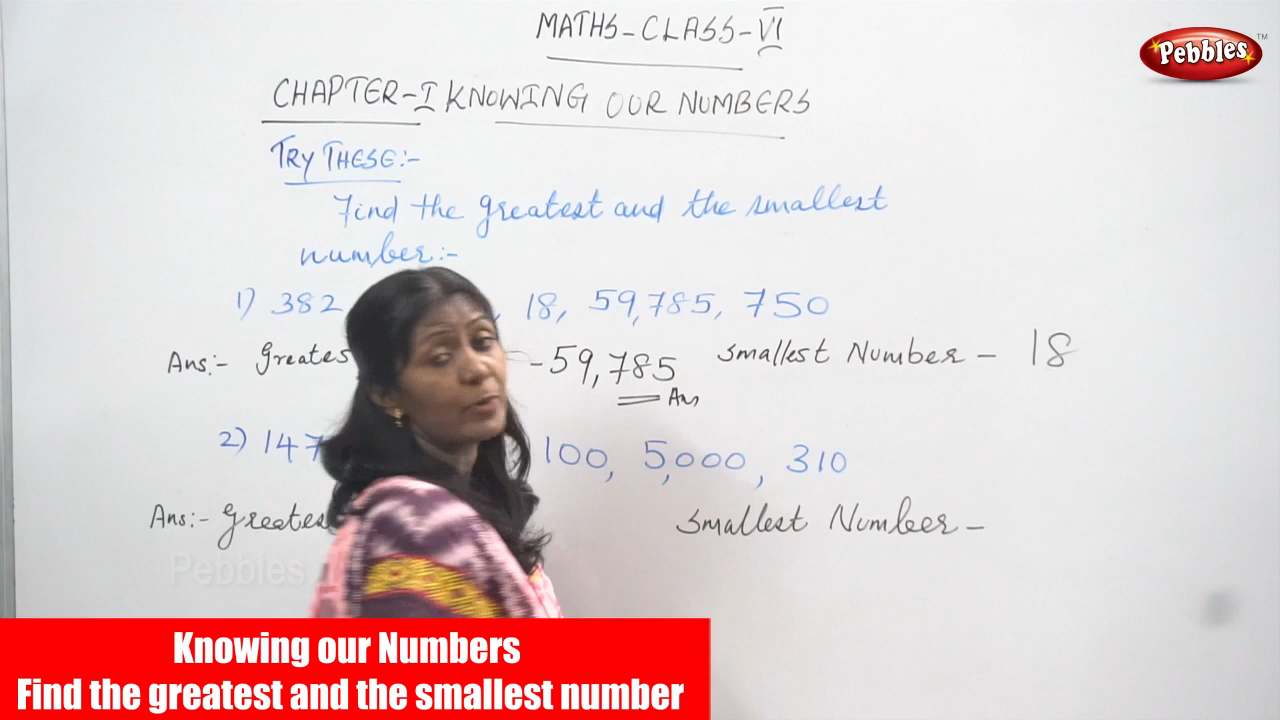 MATHS-CLASS-VI
Pebbles TM
CHAPTER-I KNOWING OUR NUMBERS
TRY THESE:-
Find the greatest and the smallest
number:-
1) 382 , 18, 59,785, 750
Ans:- Greates -59,785 Smallest Number - 18
Ans
2) 147 100, 5,000, 310
Ans:- Greates Smallest Number -
Pebbles
Knowing our Numbers
Find the greatest and the smallest number